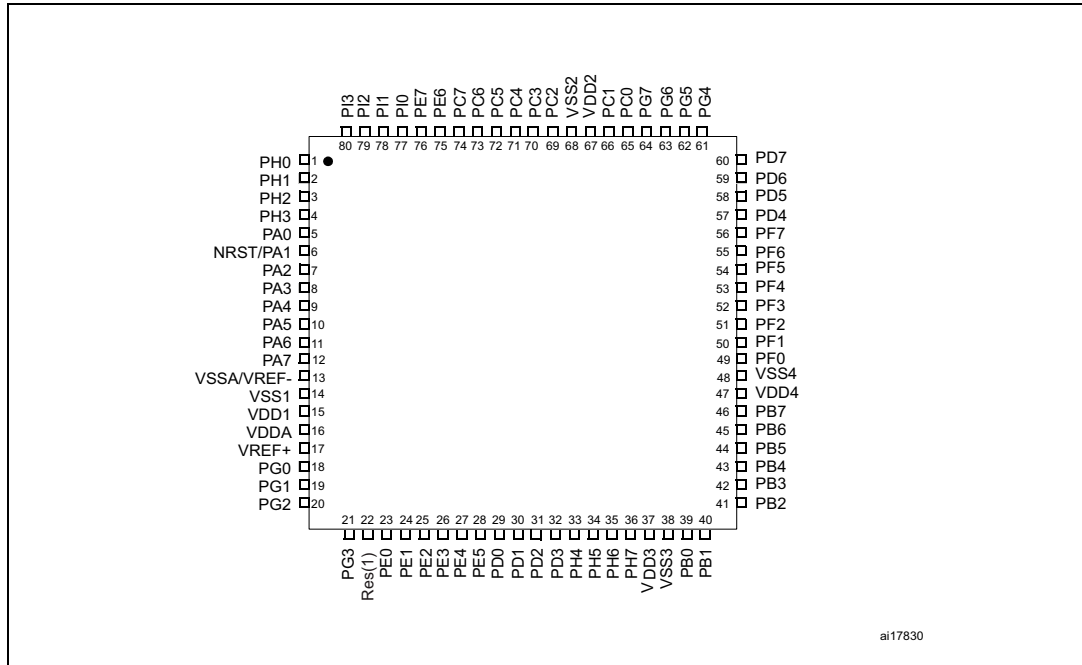 PI3 PI2 PI1 PI0 PE7 PE6 PC7 PC6 PC5 PC4 PC3 PC2 VSS2 VDD2 PC1 PC0 PG7 PG6 PG5 PG4
80 79 78 77 76 75 74 73 72 71 70 69 68 67 66 65 64 63 62 61
PH0 1 60 PD7
PH1 2 59 PD6
PH2 3 58 PD5
PH3 4 57 PD4
PA0 5 56 PF7
NRST/PA1 6 55 PF6
PA2 7 54 PF5
PA3 8 53 PF4
PA4 9 52 PF3
PA5 10 51 PF2
PA6 11 50 PF1
PA7 12 49 PF0
VSSA/VREF- 13 48 VSS4
VSS1 14 47 VDD4
VDD1 15 46 PB7
VDDA 16 45 PB6
VREF+ 17 44 PB5
PG0 18 43 PB4
PG1 19 42 PB3
PG2 20 41 PB2
21 22 23 24 25 26 27 28 29 30 31 32 33 34 35 36 37 38 39 40
PG3 Res(1) PE0 PE1 PE2 PE3 PE4 PE5 PD0 PD1 PD2 PD3 PH4 PH5 PH6 PH7 VDD3 VSS3 PB0 PB1
ai17830